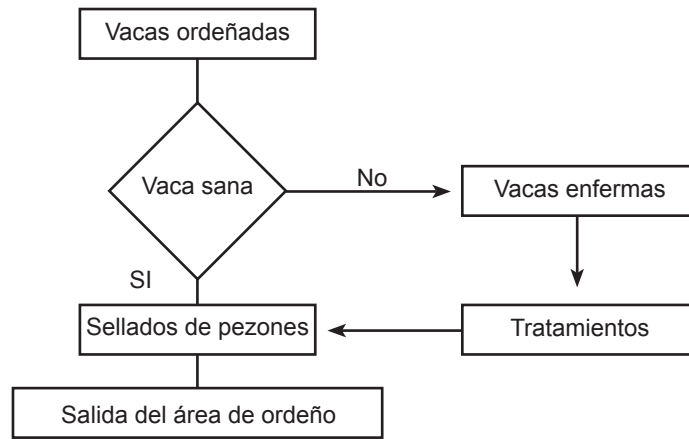 Vacas ordeñadas
Vaca sana
No
Vacas enfermas
SI
Sellados de pezones
Tratamientos
Salida del área de ordeño